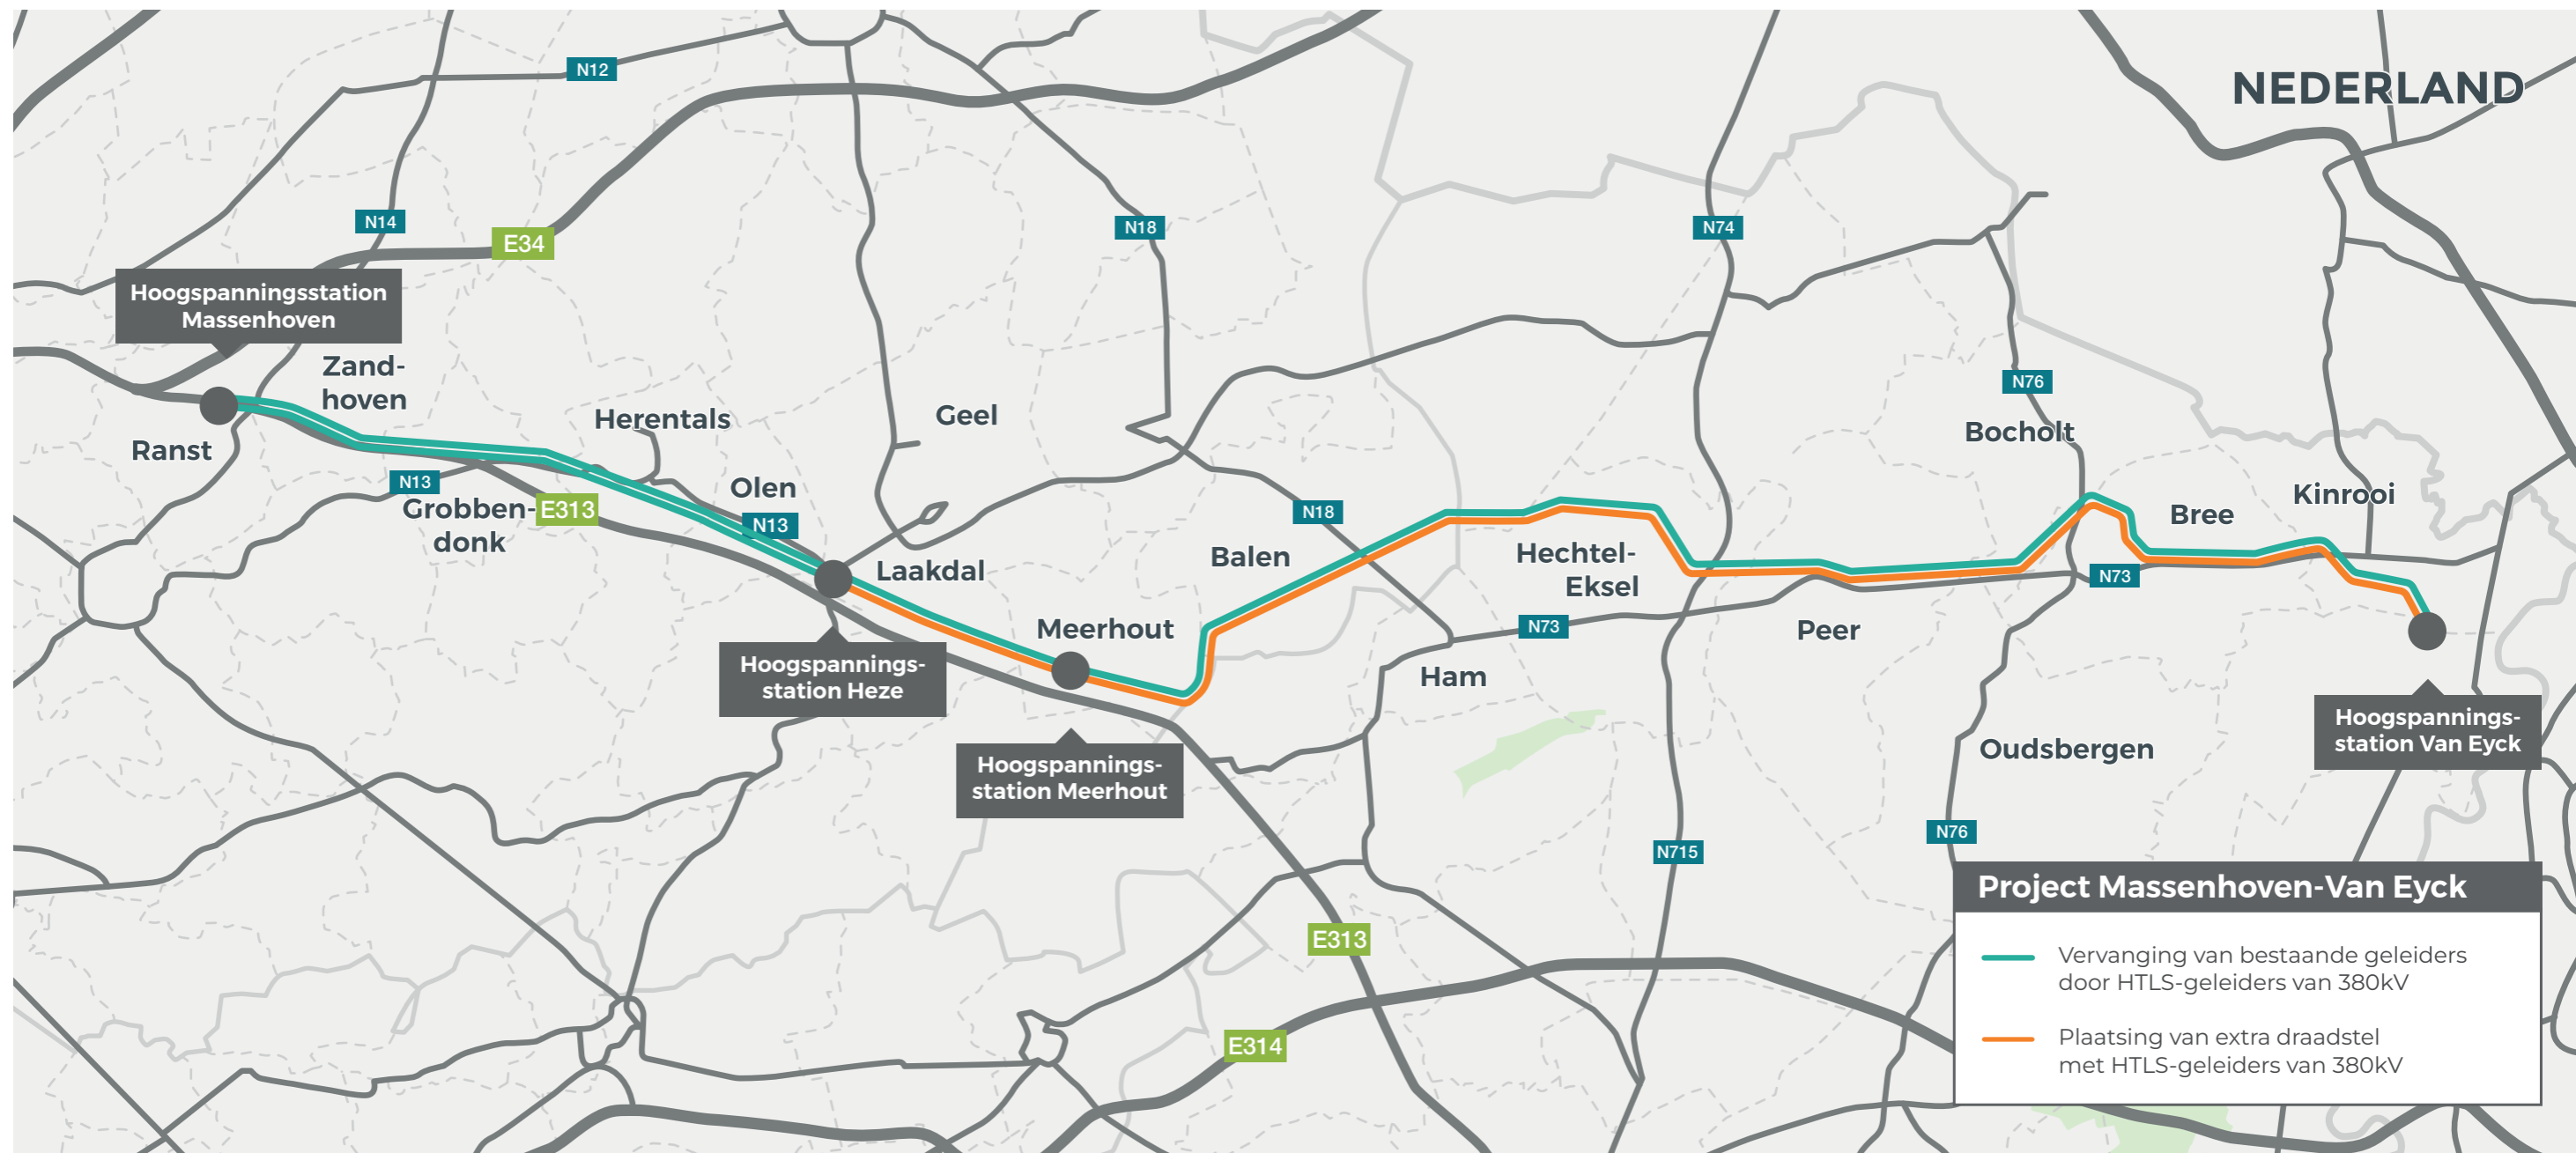 N12
NEDERLAND
N14
E34
N18
N74
Hoogspanningsstation
Massenhoven
Zand-
hoven
N76
Herentals
Geel
Bocholt
Ranst
N13
Olen
Kinrooi
Grobben-
donk
E313
N13
N18
Bree
Balen
Hechtel-
Eksel
Laakdal
N73
Meerhout
N73
Peer
Hoogspannings-
station Heze
Ham
Hoogspannings-
station Van Eyck
Oudsbergen
Hoogspannings-
station Meerhout
N76
N715
Project Massenhoven-Van Eyck
E313
Vervanging van bestaande geleiders
door HTLS-geleiders van 380kV
E314
Plaatsing van extra draadstel
met HTLS-geleiders van 380kV